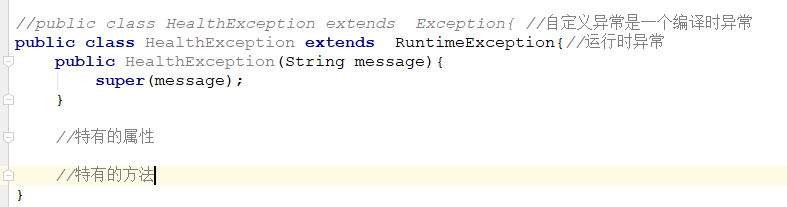 //public class HealthException extends  Exception{ //自定义异常是一个编译时异常
public class HealthException extends  RuntimeException{//运行时异常
    public HealthException(String message){
        super(message);
    }
    //特有的属性
    //特有的方法
}